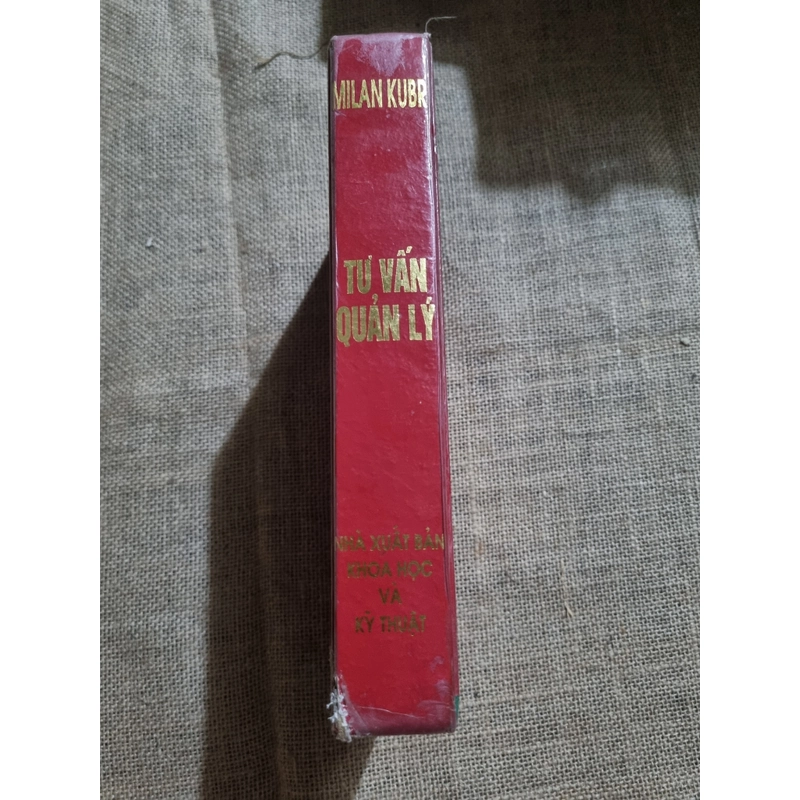 MILAN KUBR
TƯ VẤN
QUẢN LÝ
NHÀ XUẤT BẢN
KHOA HỌC
VÀ
KỸ THUẬT